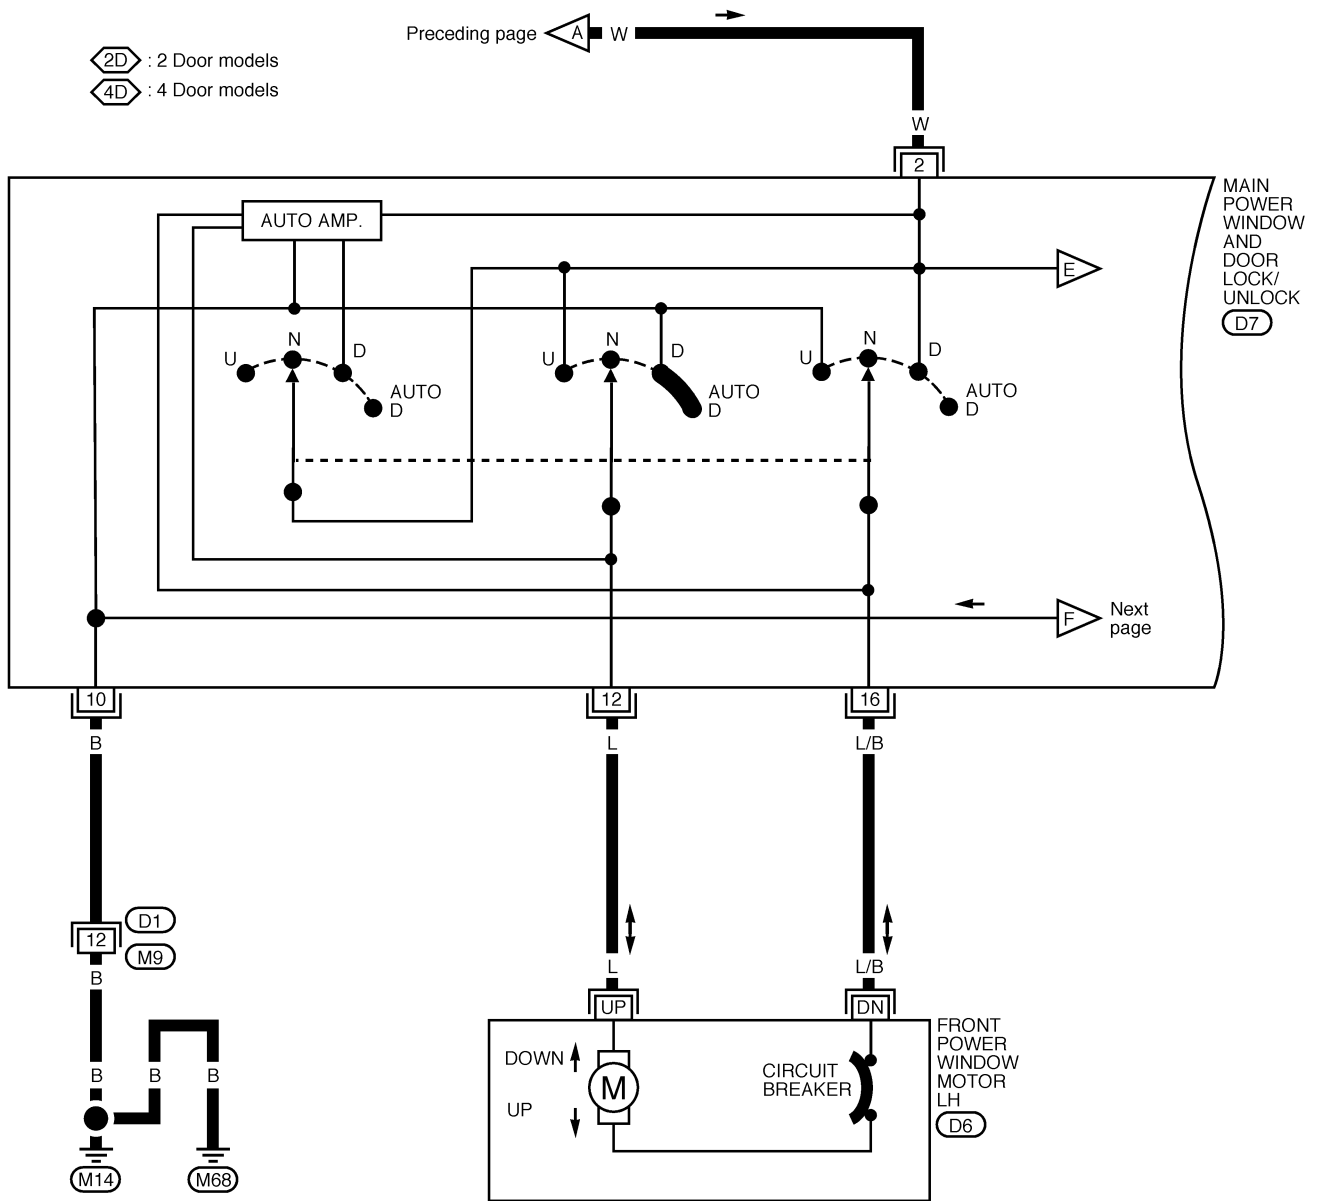 Preceding page
A
W
2D : 2 Door models
4D : 4 Door models
W
2
MAIN
POWER
WINDOW
AND
DOOR
LOCK/
UNLOCK
D7
AUTO AMP.
E
U
N
D
AUTO
D
U
N
D
AUTO
D
U
N
D
AUTO
D
F
Next
page
10
12
16
B
L
L/B
12
D1
M9
B
L
L/B
UP
DN
B
B
B
DOWN
UP
M
CIRCUIT
BREAKER
FRONT
POWER
WINDOW
MOTOR
LH
D6
M14
M68